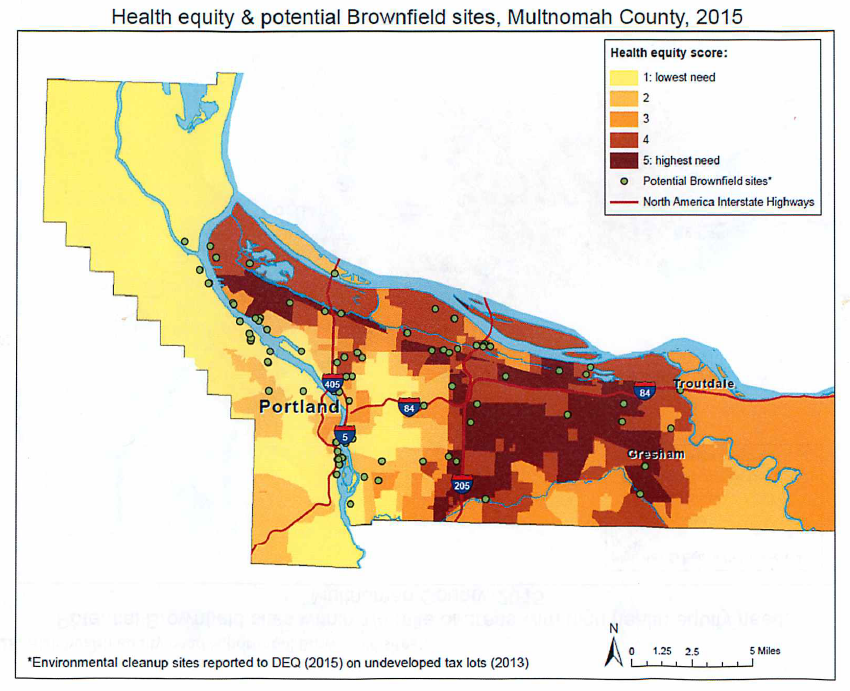 Health equity & potential Brownfield sites, Multnomah County, 2015
Health equity score:
1: lowest need
2
3
4
5: highest need
Potential Brownfield sites*
North America Interstate Highways
405
84
Troutdale
Portland
84
5
Gresham
205
N
0 1.25 2.5 5 Miles
*Environmental cleanup sites reported to DEQ (2015) on undeveloped tax lots (2013)